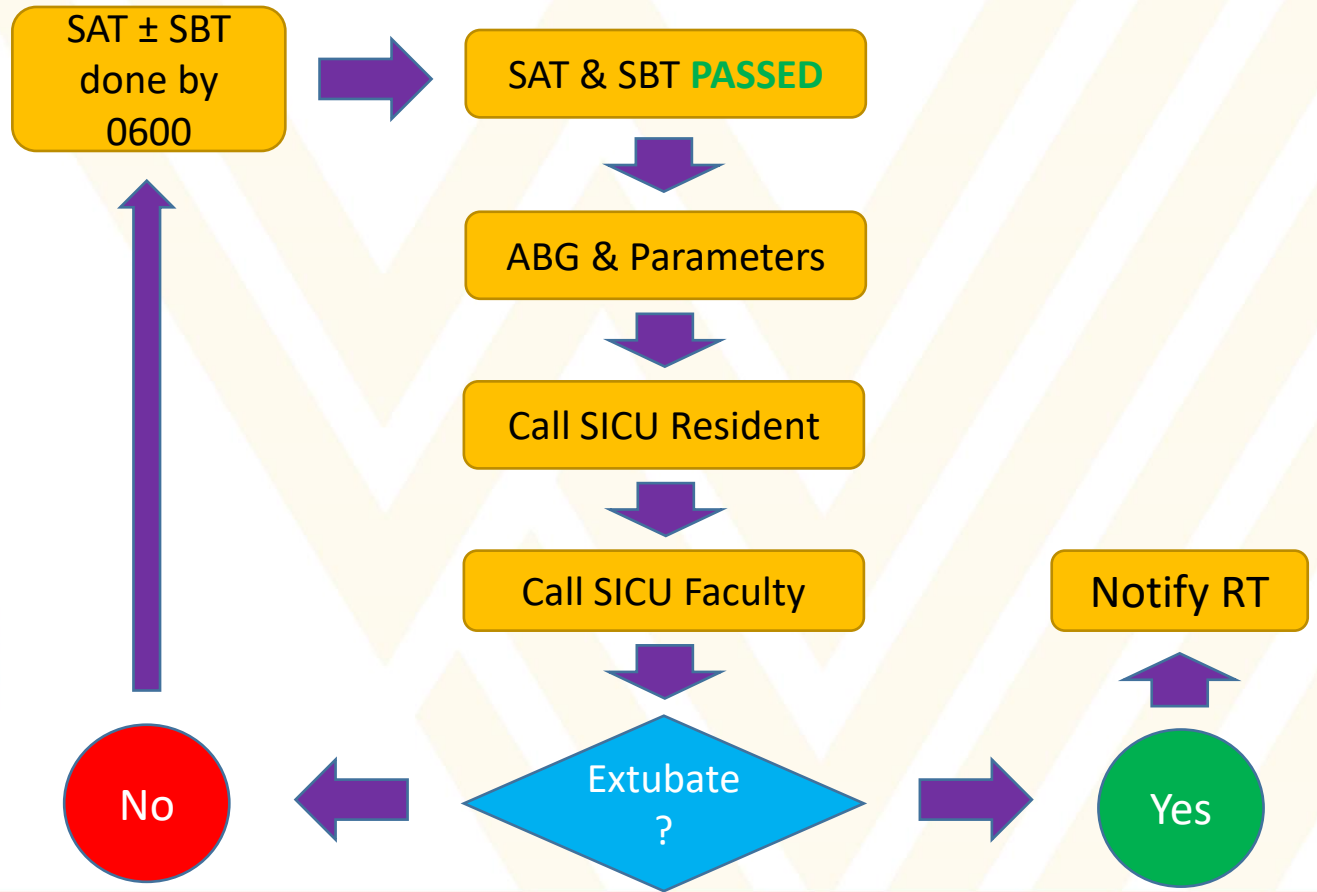 SAT ± SBT
done by
0600
SAT & SBT PASSED
ABG & Parameters
Call SICU Resident
Call SICU Faculty
Notify RT
No
Extubate
?
Yes